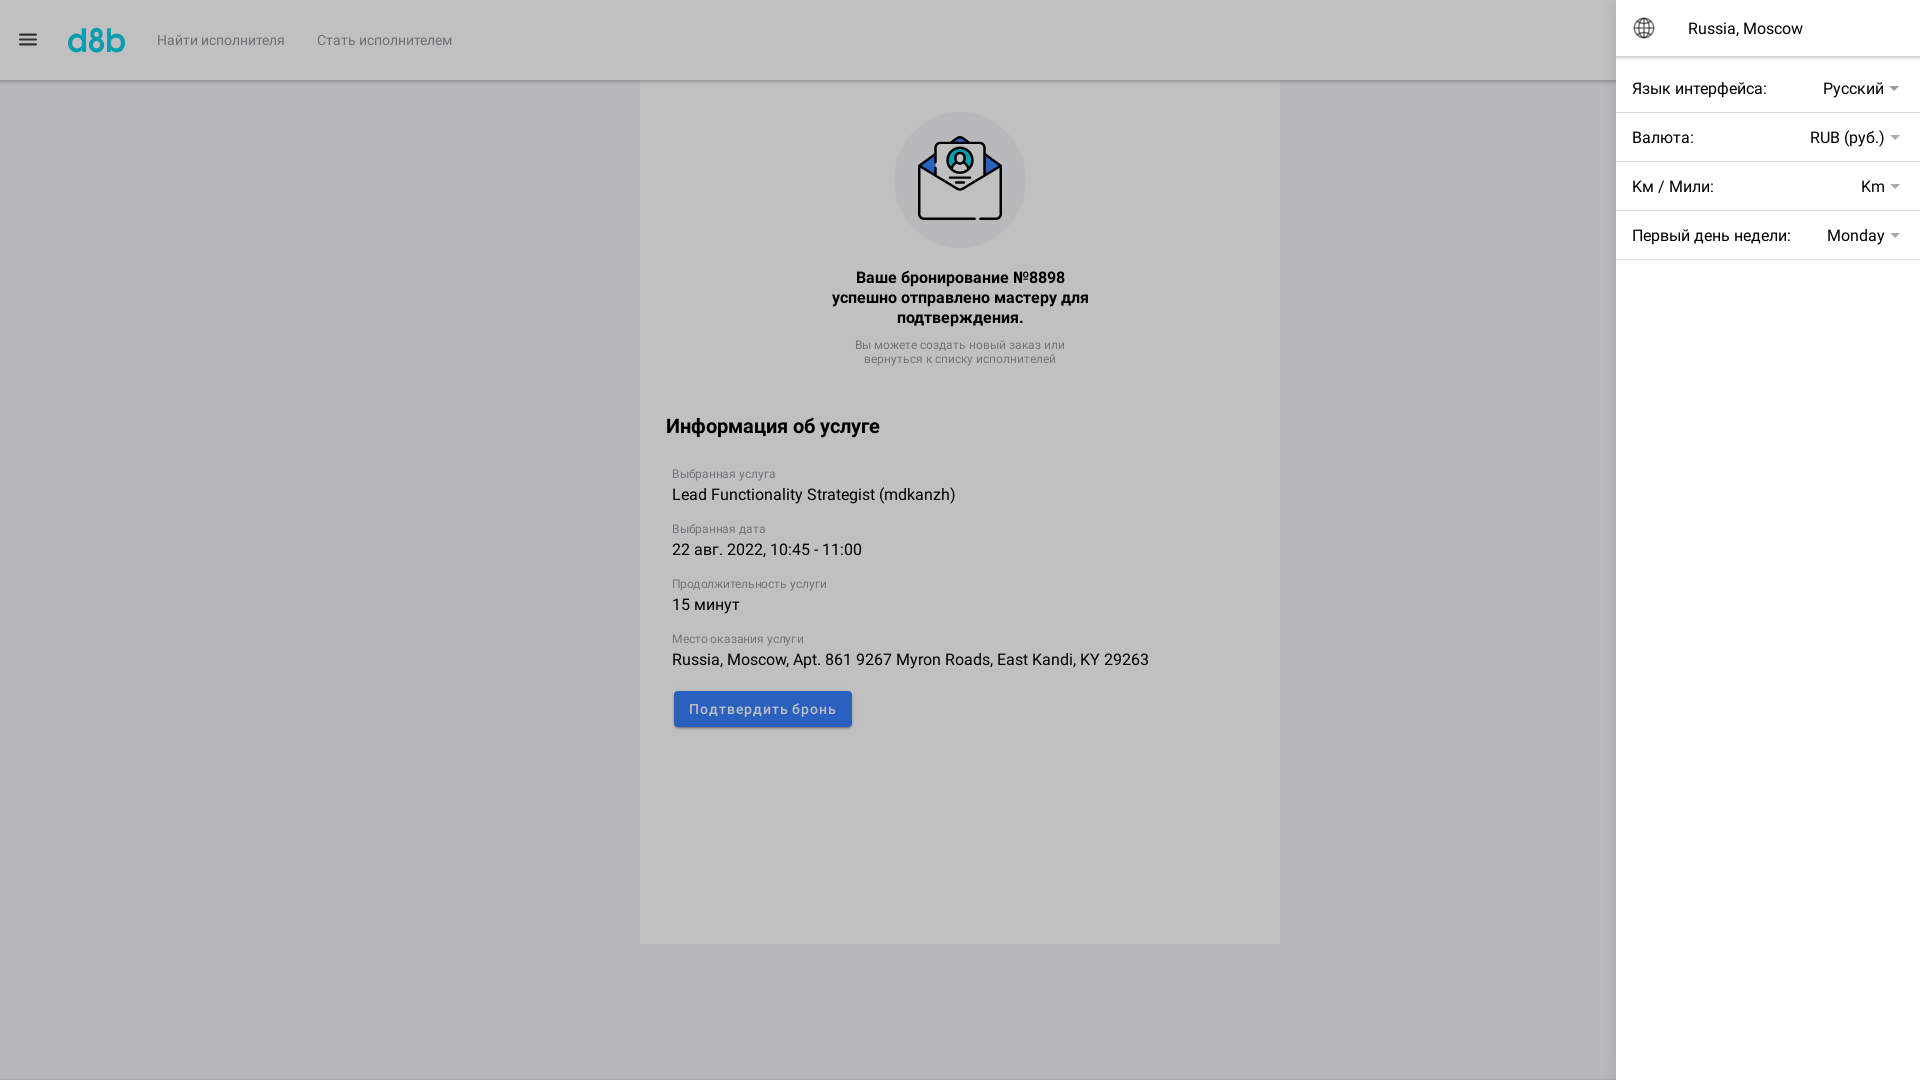 d8b
Найти исполнителя
Стать исполнителем
Russia, Moscow
Язык интерфейса: Русский
Валюта: RUB (руб.)
Км / Мили: Km
Первый день недели: Monday
Ваше бронирование №8898
успешно отправлено мастеру для
подтверждения.
Вы можете создать новый заказ или
вернуться к списку исполнителей
Информация об услуге
Выбранная услуга
Lead Functionality Strategist (mdkanzh)
Выбранная дата
22 авг. 2022, 10:45 - 11:00
Продолжительность услуги
15 минут
Место оказания услуги
Russia, Moscow, Apt. 861 9267 Myron Roads, East Kandi, KY 29263
Подтвердить бронь